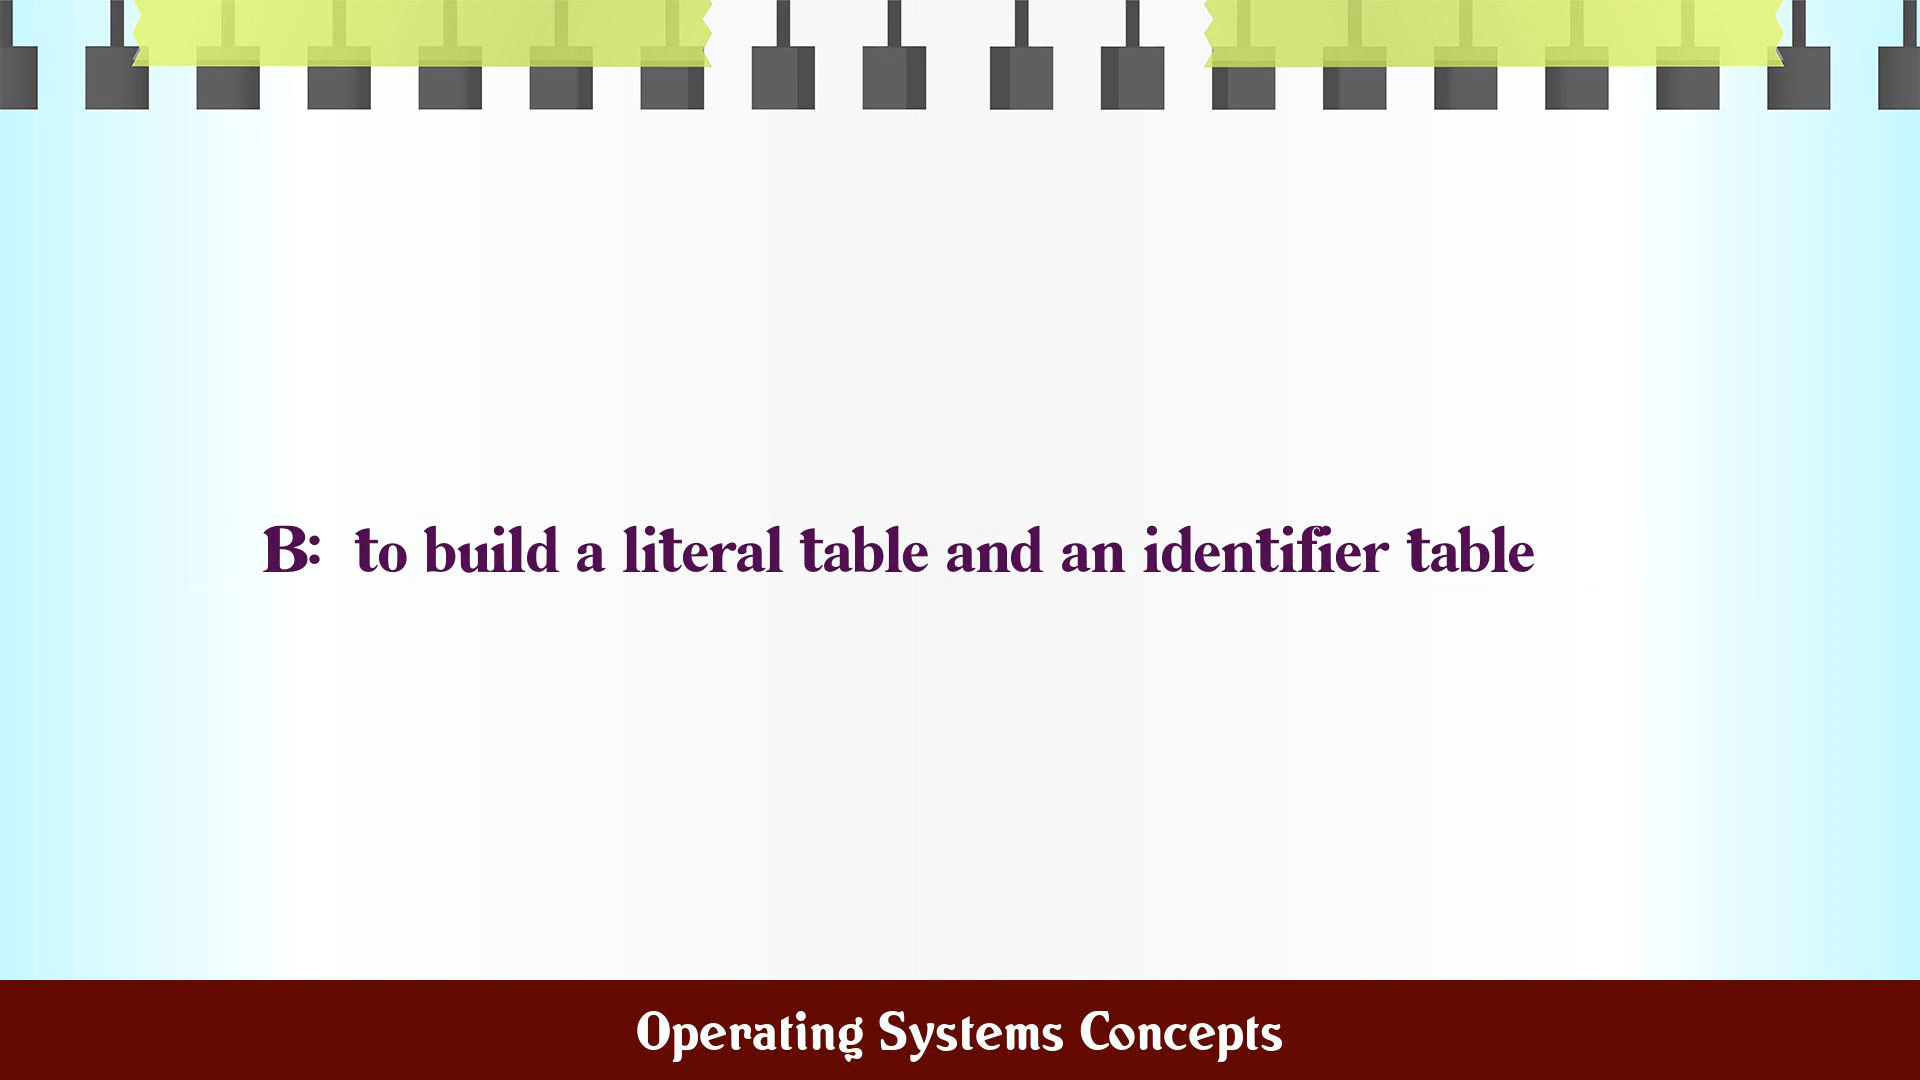 B: to build a literal table and an identifier table
Operating Systems Concepts